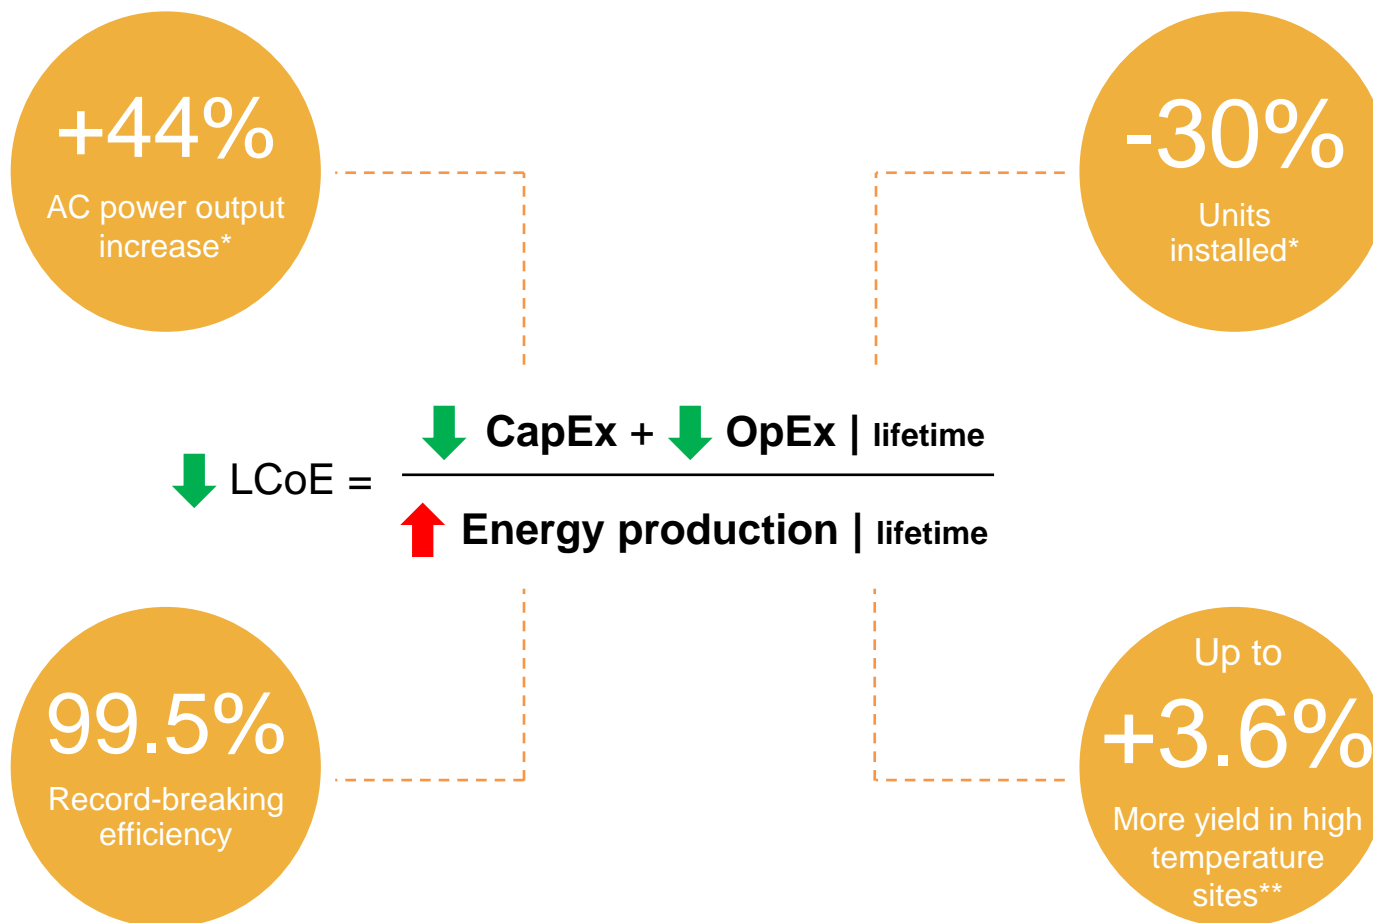 +44%
AC power output
increase*
-30%
Units
installed*
CapEx + OpEx | lifetime
LCoE =
Energy production | lifetime
99.5%
Record-breaking
efficiency
Up to
+3.6%
More yield in high
temperature
sites**